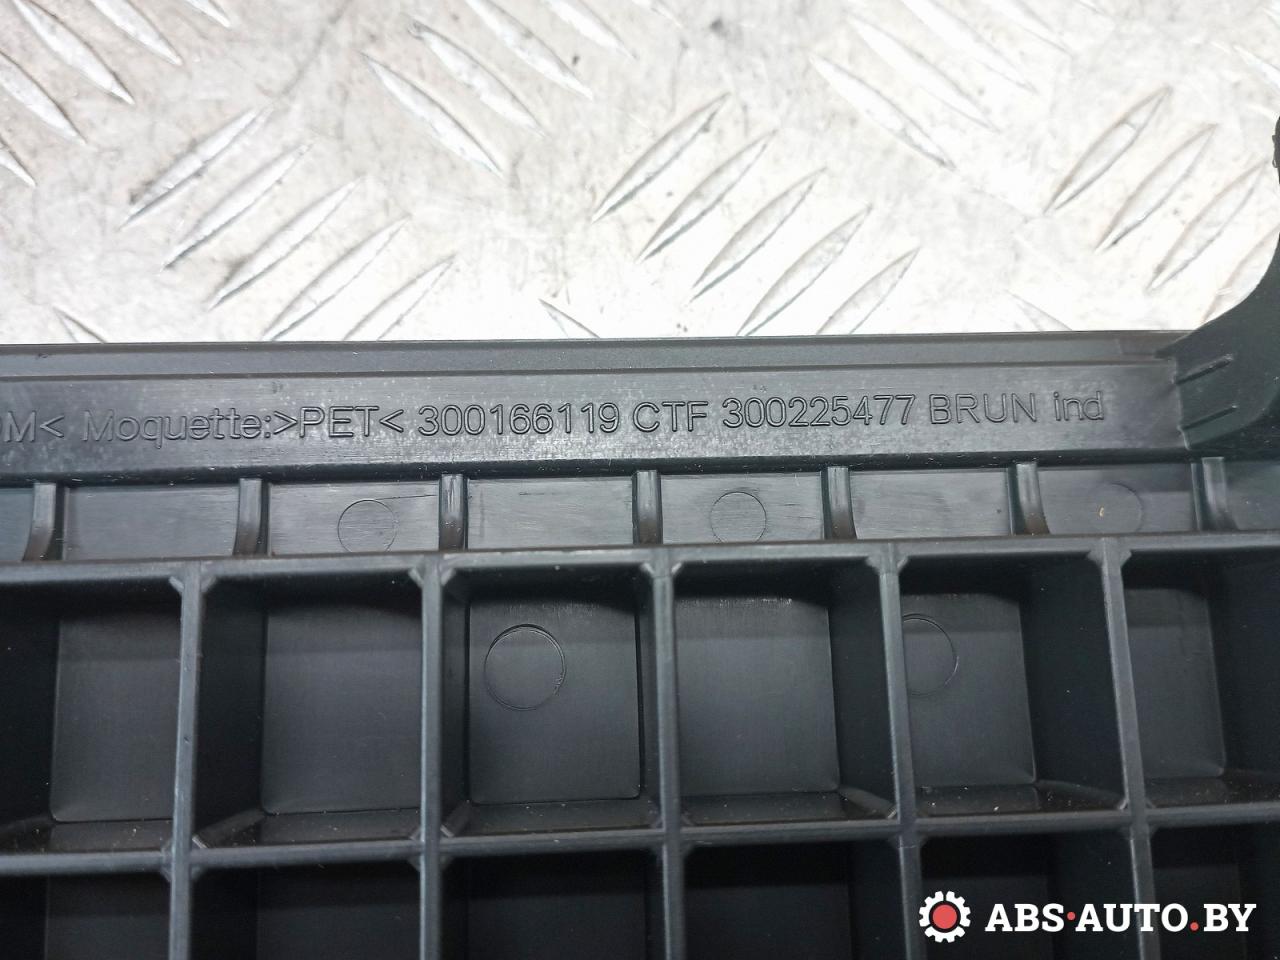 Moquette:>PET< 300166119 CTF 300225477 BRUN ind
ABS·AUTO.BY